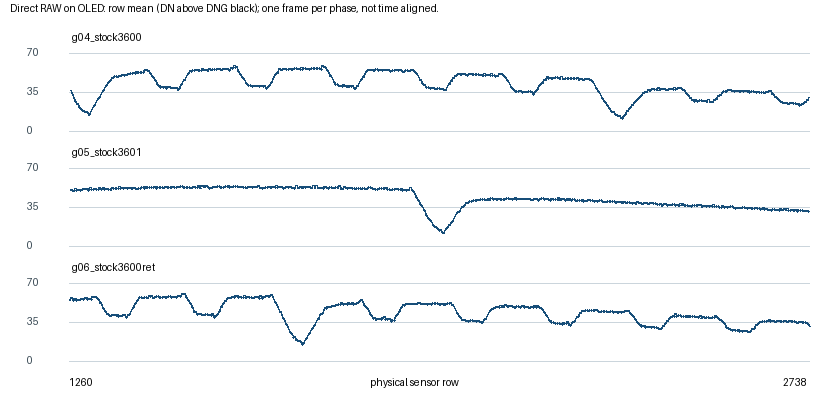 Direct RAW on OLED: row mean (DN above DNG black); one frame per phase, not time aligned.
g04_stock3600
70
35
0
g05_stock3601
70
35
0
g06_stock3600ret
70
35
0
1260 physical sensor row 2738